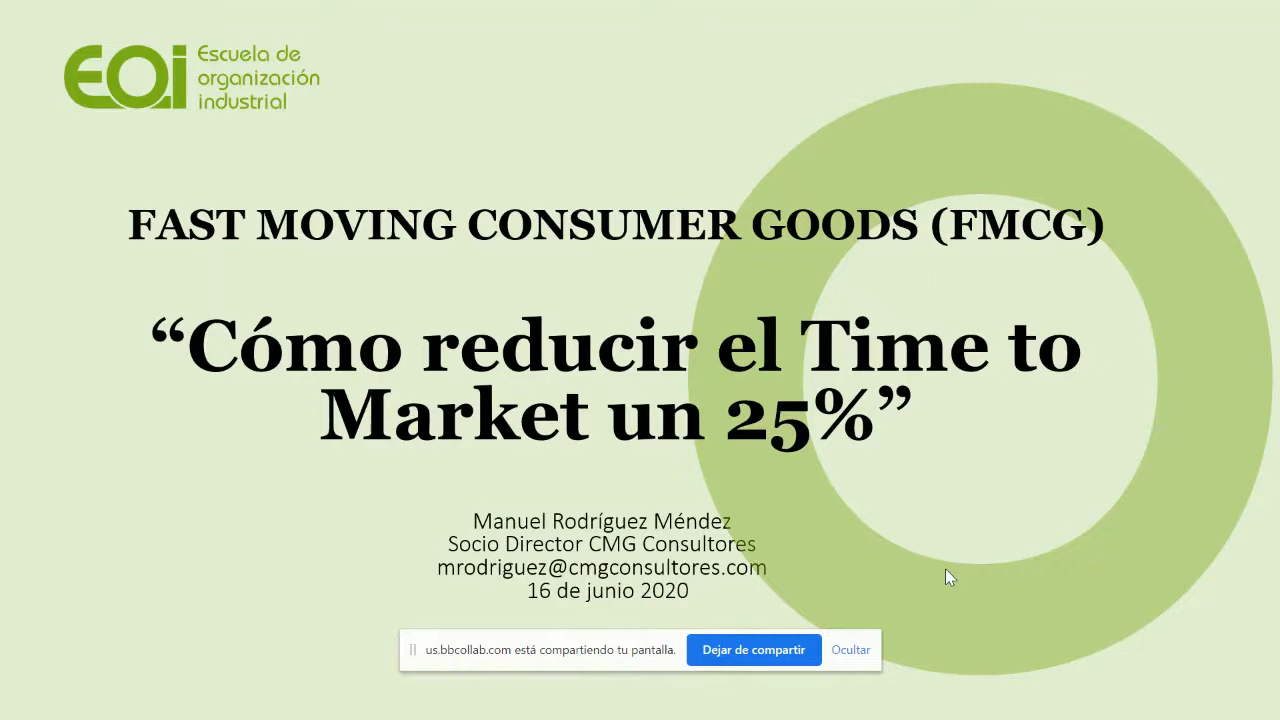 EOi
Escuela de
organización
industrial
FAST MOVING CONSUMER GOODS (FMCG)
“Cómo reducir el Time to
Market un 25%”
Manuel Rodríguez Méndez
Socio Director CMG Consultores
mrodriguez@cmgconsultores.com
16 de junio 2020
us.bbcollab.com está compartiendo tu pantalla. Dejar de compartir Ocultar